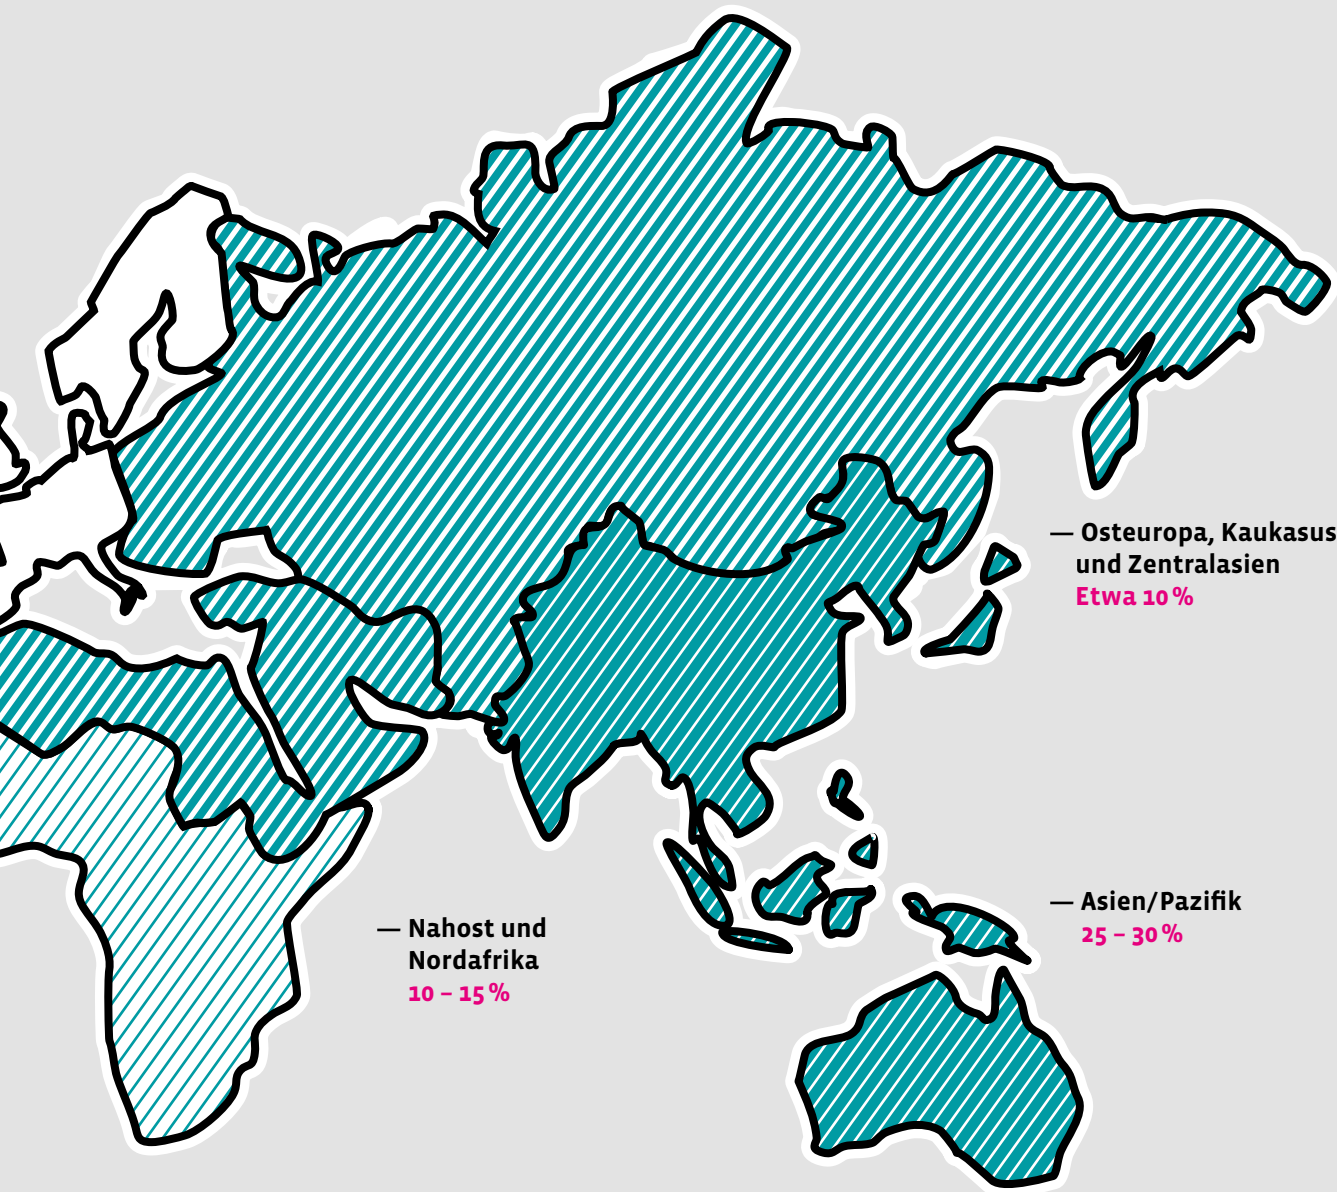 — Osteuropa, Kaukasus
und Zentralasien
Etwa 10 %
— Asien/Pazifik
25 – 30 %
— Nahost und
Nordafrika
10 – 15 %